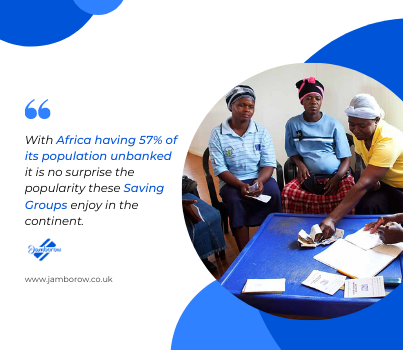 With Africa having 57% of
its population unbanked
it is no surprise the
popularity these Saving
Groups enjoy in the
continent.
Jamborow
www.jamborow.co.uk